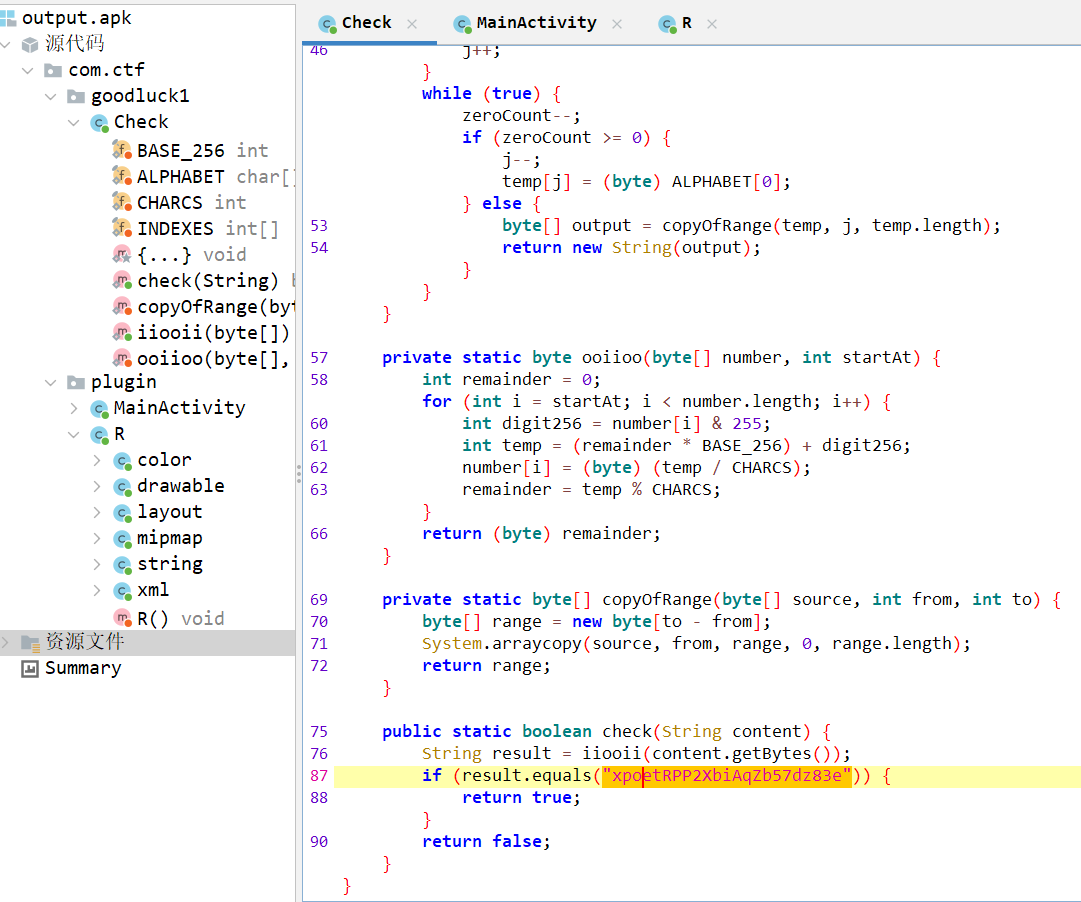 output.apk
源代码
com.ctf
goodluck1
Check
BASE_256 int
ALPHABET char[]
CHARCS int
INDEXES int[]
{...} void
check(String) b
copyOfRange(byt
iiooii(byte[])
ooiioo(byte[],
plugin
MainActivity
R
color
drawable
layout
mipmap
string
xml
R() void
资源文件
Summary
Check × MainActivity × R ×
46 j++;
}
while (true) {
zeroCount--;
if (zeroCount >= 0) {
j--;
temp[j] = (byte) ALPHABET[0];
} else {
53 byte[] output = copyOfRange(temp, j, temp.length);
54 return new String(output);
}
}
}
57 private static byte ooiioo(byte[] number, int startAt) {
58 int remainder = 0;
for (int i = startAt; i < number.length; i++) {
60 int digit256 = number[i] & 255;
61 int temp = (remainder * BASE_256) + digit256;
62 number[i] = (byte) (temp / CHARCS);
63 remainder = temp % CHARCS;
}
66 return (byte) remainder;
}
69 private static byte[] copyOfRange(byte[] source, int from, int to) {
70 byte[] range = new byte[to - from];
71 System.arraycopy(source, from, range, 0, range.length);
72 return range;
}
75 public static boolean check(String content) {
76 String result = iiooii(content.getBytes());
87 if (result.equals("xpoetRPP2XbiAqZb57dz83e")) {
88 return true;
}
90 return false;
}
}